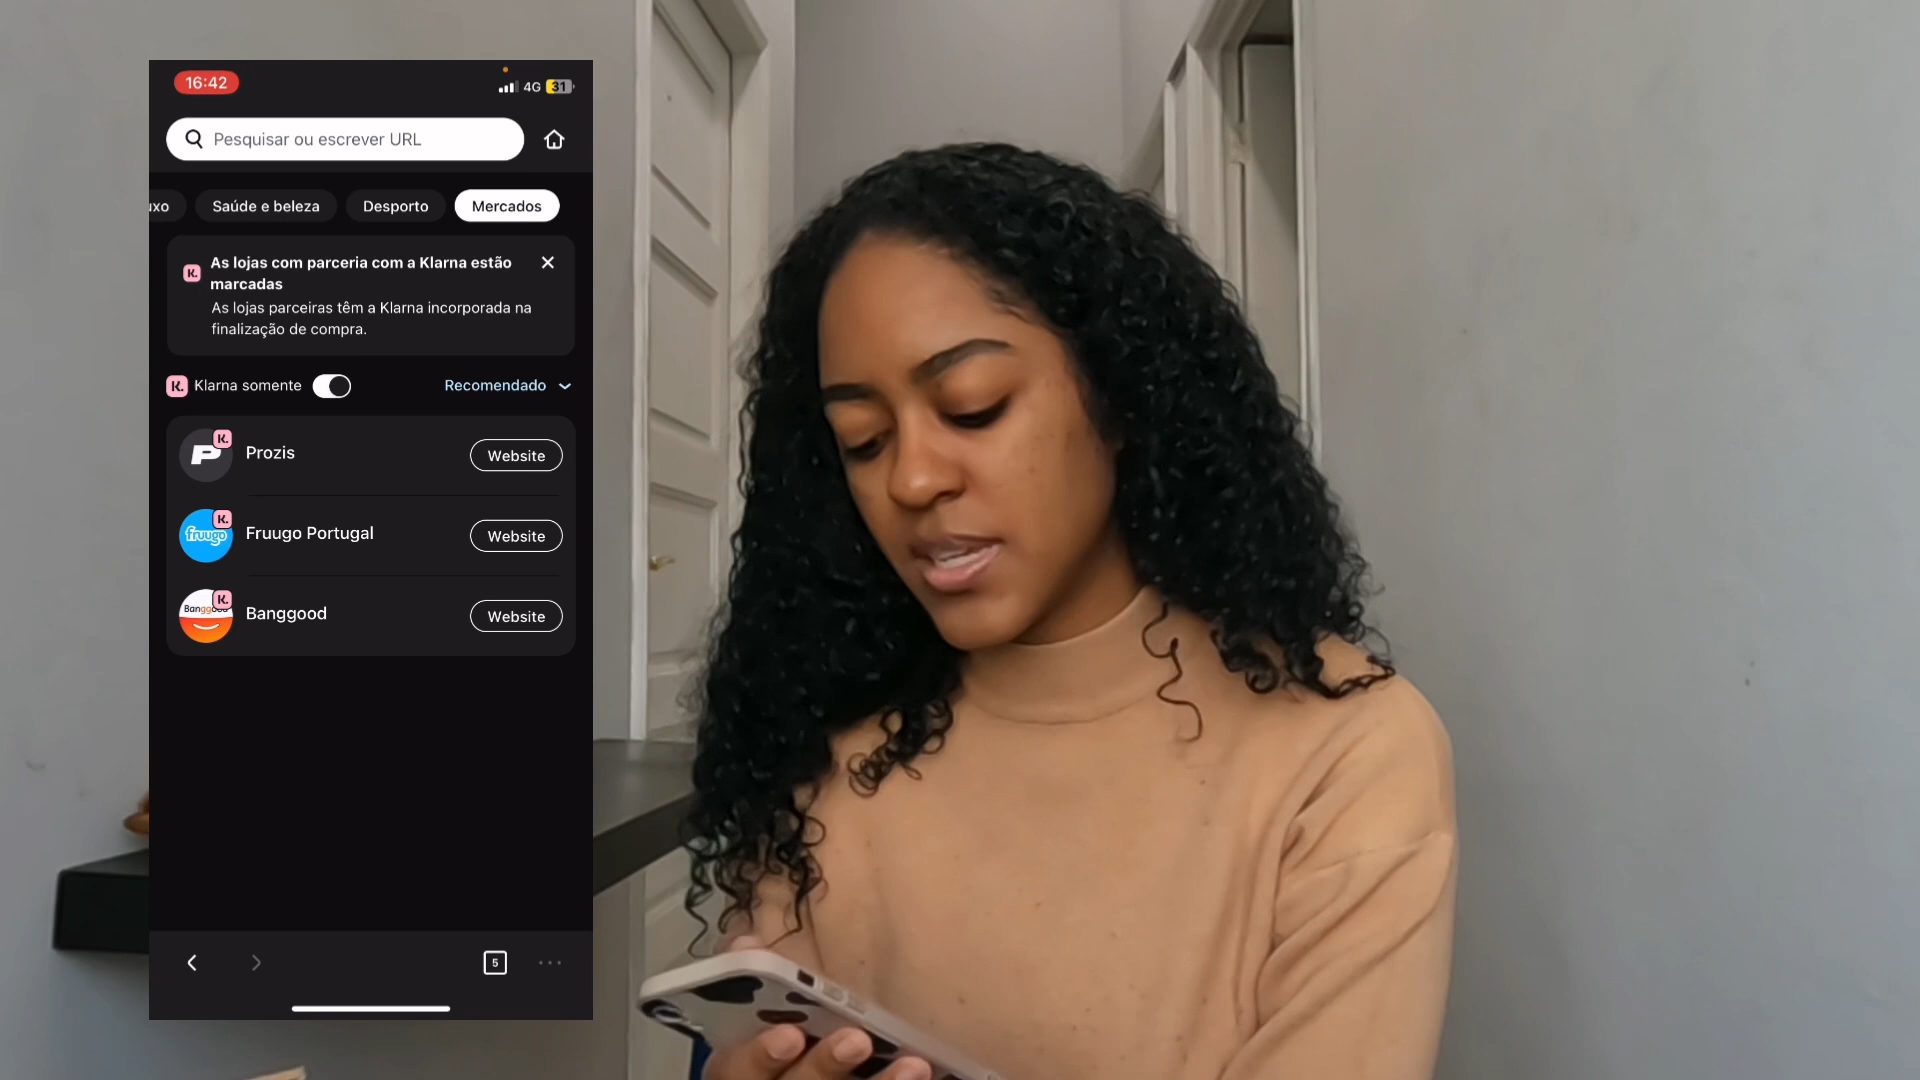 16:42
4G 31
Pesquisar ou escrever URL
uxo
Saúde e beleza
Desporto
Mercados
K.
As lojas com parceria com a Klarna estão
marcadas
As lojas parceiras têm a Klarna incorporada na
finalização de compra.
K. Klarna somente
Recomendado
P K.
Prozis
Website
fruugo K.
Fruugo Portugal
Website
Banggood K.
Banggood
Website
5